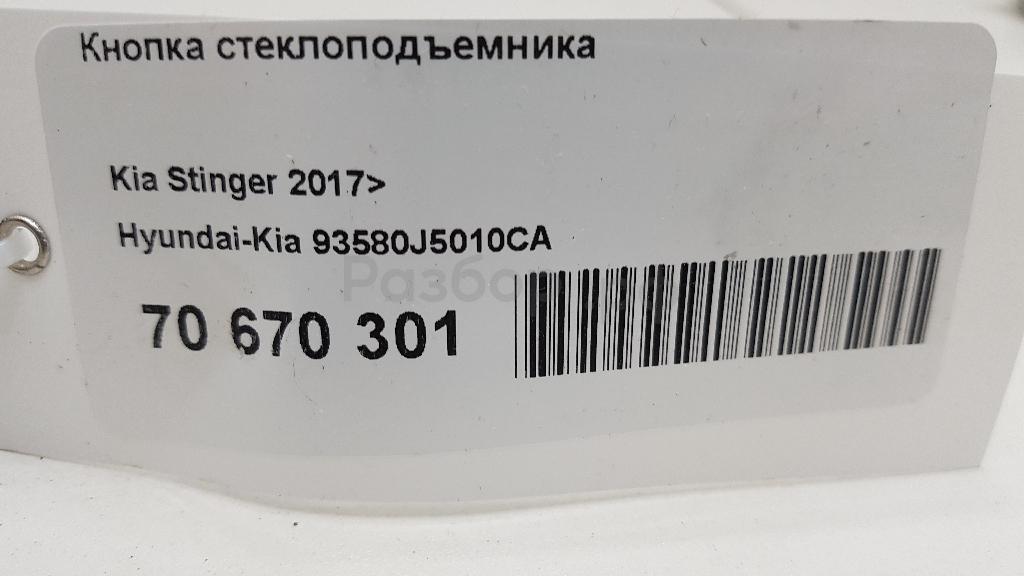 Кнопка стеклоподъемника
Kia Stinger 2017>
Hyundai-Kia 93580J5010CA
70 670 301